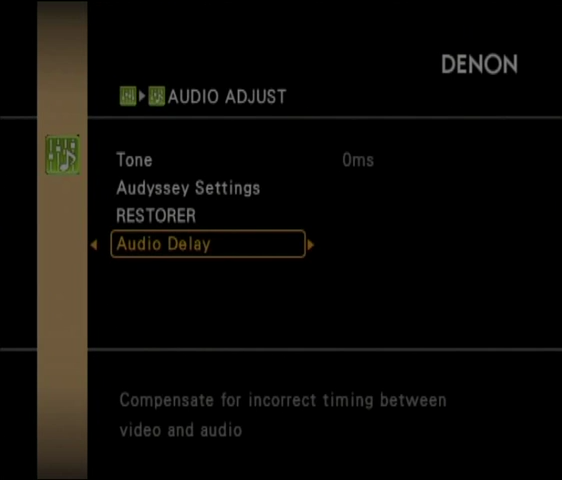 DENON
AUDIO ADJUST
Tone 0ms
Audyssey Settings
RESTORER
Audio Delay
Compensate for incorrect timing between
video and audio